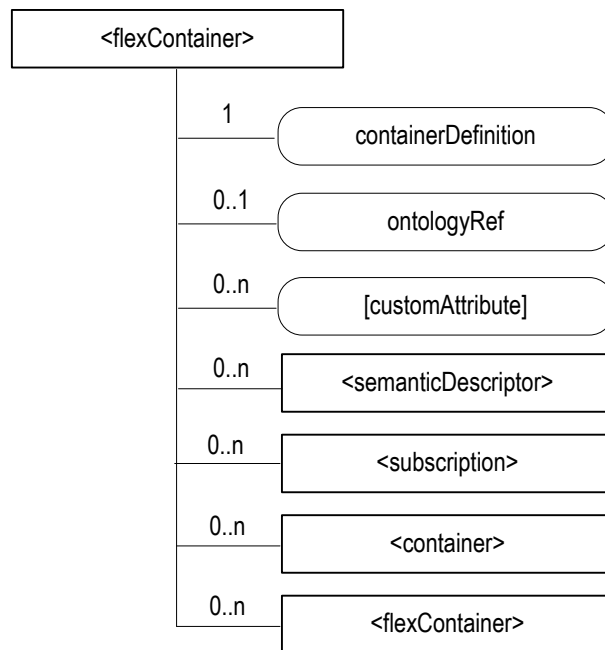 <flexContainer>
1
containerDefinition
0..1
ontologyRef
0..n
[customAttribute]
0..n
<semanticDescriptor>
0..n
<subscription>
0..n
<container>
0..n
<flexContainer>